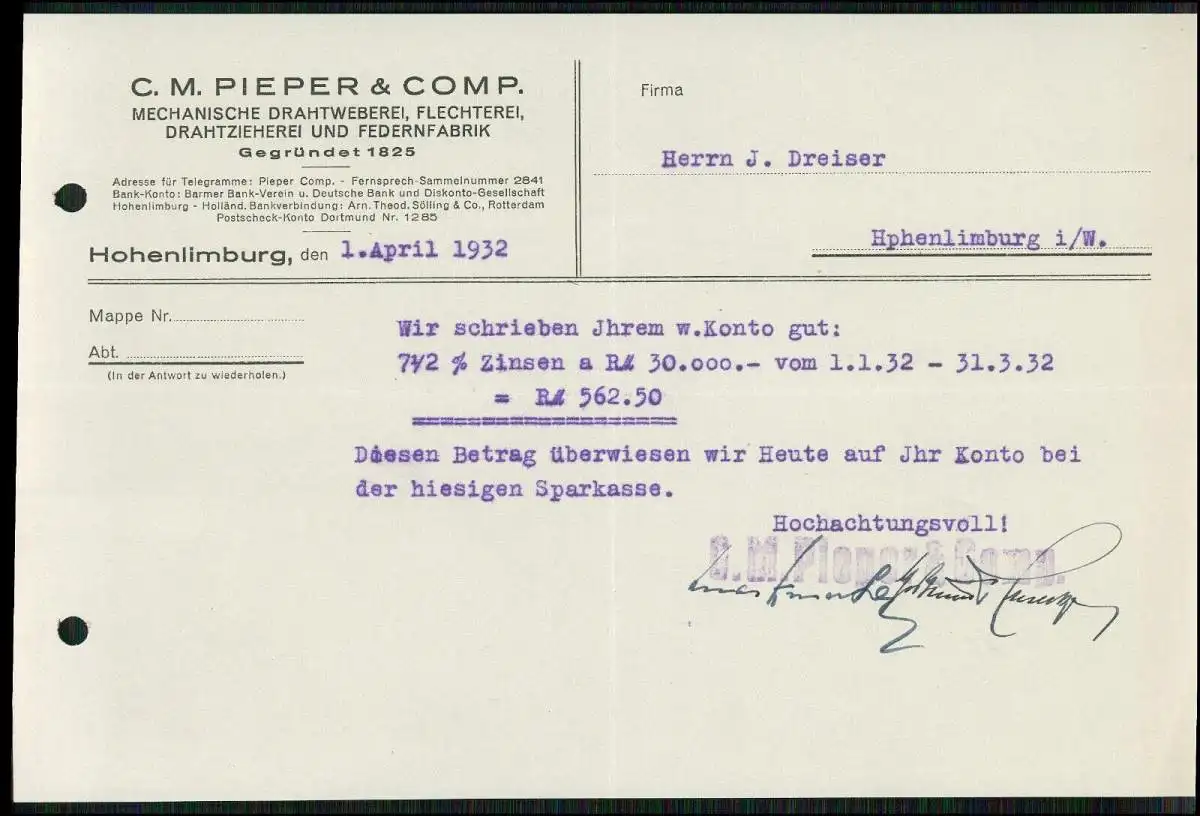 C. M. PIEPER & COMP.
MECHANISCHE DRAHTWEBEREI, FLECHTEREI,
DRAHTZIEHEREI UND FEDERNFABRIK
Gegründet 1825
Adresse für Telegramme: Pieper Comp. - Fernsprech-Sammelnummer 2841
Bank-Konto: Barmer Bank-Verein u. Deutsche Bank und Diskonto-Gesellschaft
Hohenlimburg - Holländ. Bankverbindung: Arn. Theod. Sölling & Co., Rotterdam
Postscheck-Konto Dortmund Nr. 1285
Hohenlimburg, den 1.April 1932
Firma
Herrn J. Dreiser
Hphenlimburg i/W.
Mappe Nr.
Abt.
(In der Antwort zu wiederholen.)
Wir schrieben Jhrem w.Konto gut:
7½ % Zinsen a RM 30.000.- vom 1.1.32 - 31.3.32
= RM 562.50
Diesen Betrag überwiesen wir Heute auf Jhr Konto bei
der hiesigen Sparkasse.
Hochachtungsvoll!
C. M. Pieper & Comp.